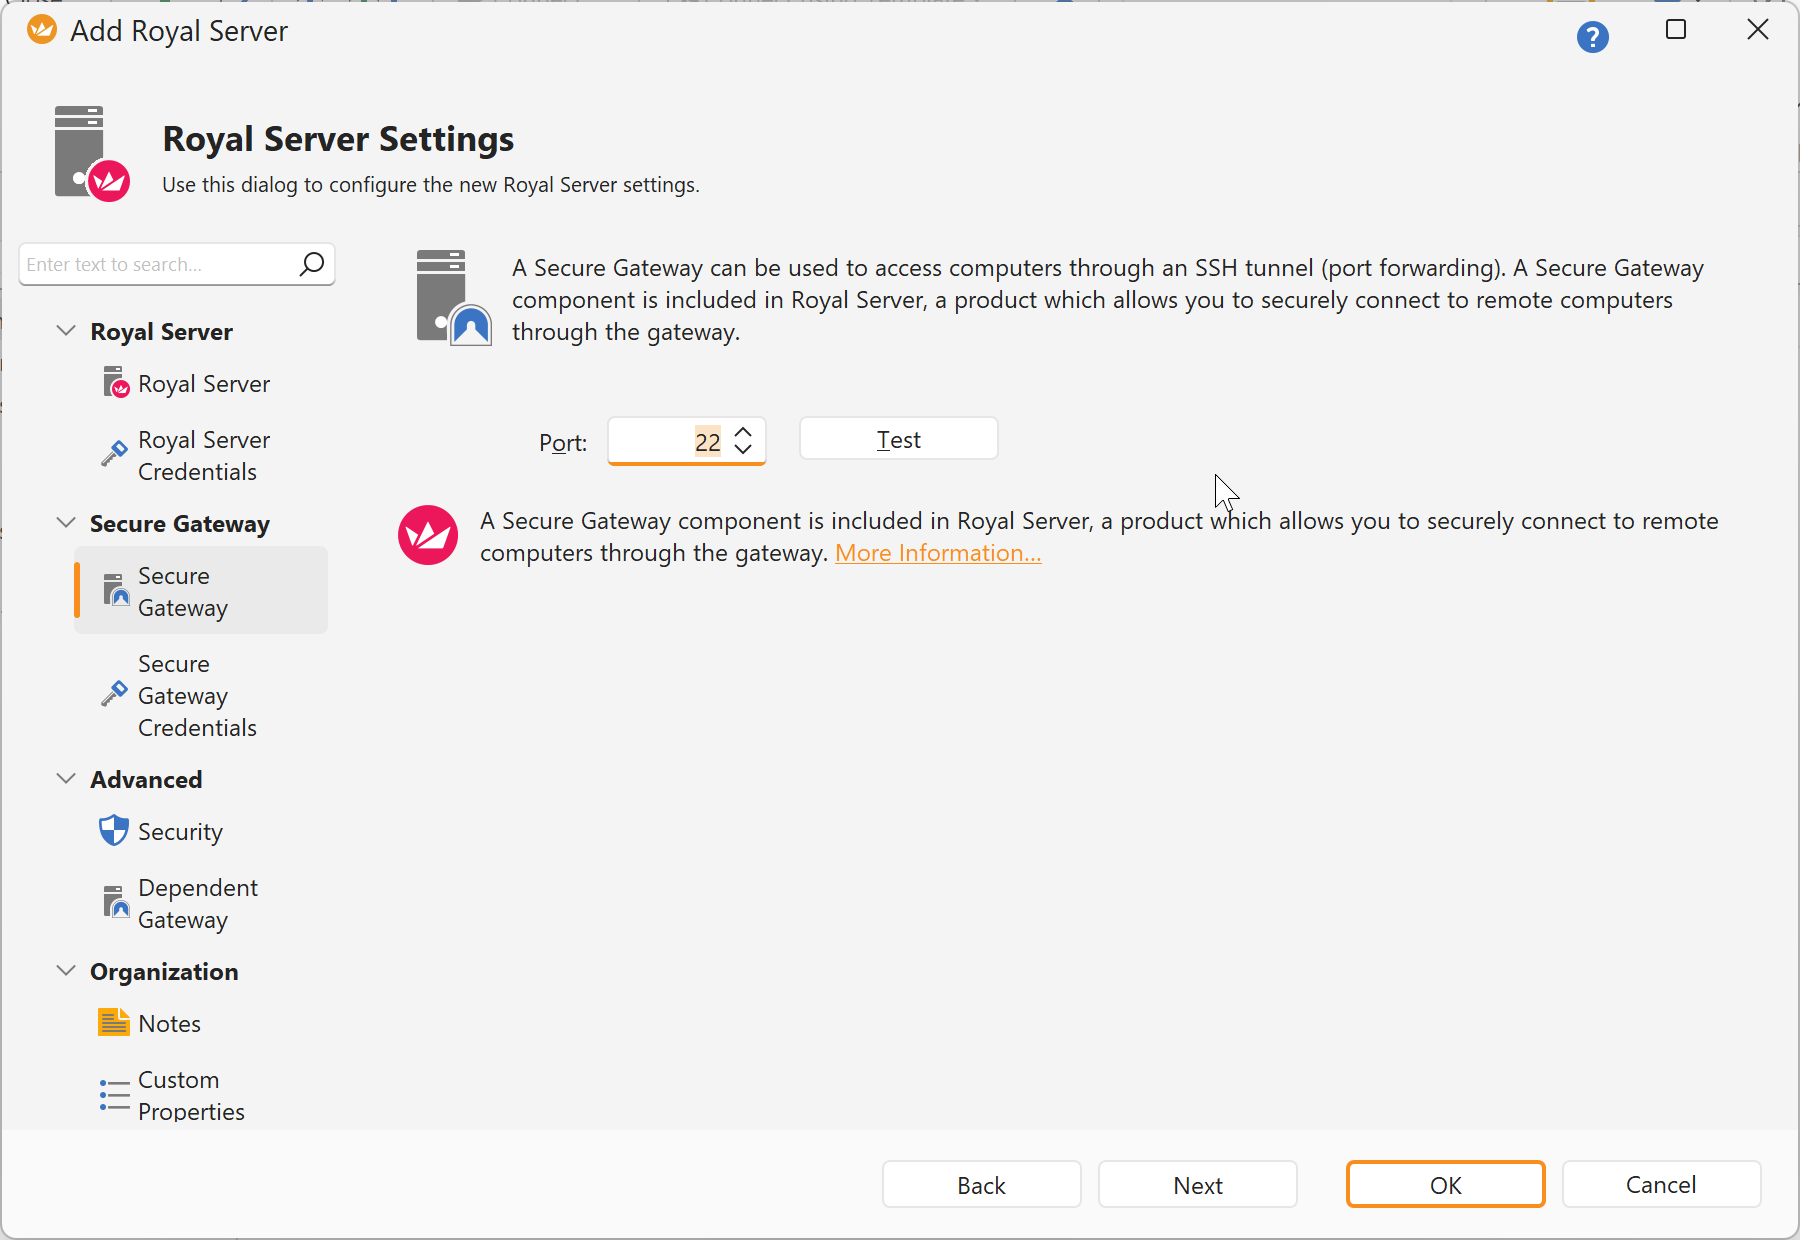 Add Royal Server
?
Royal Server Settings
Use this dialog to configure the new Royal Server settings.
Enter text to search...
Royal Server
Royal Server
Royal Server
Credentials
Secure Gateway
Secure
Gateway
Secure
Gateway
Credentials
Advanced
Security
Dependent
Gateway
Organization
Notes
Custom
Properties
A Secure Gateway can be used to access computers through an SSH tunnel (port forwarding). A Secure Gateway
component is included in Royal Server, a product which allows you to securely connect to remote computers
through the gateway.
Port: 22 Test
A Secure Gateway component is included in Royal Server, a product which allows you to securely connect to remote
computers through the gateway. More Information...
Back Next OK Cancel